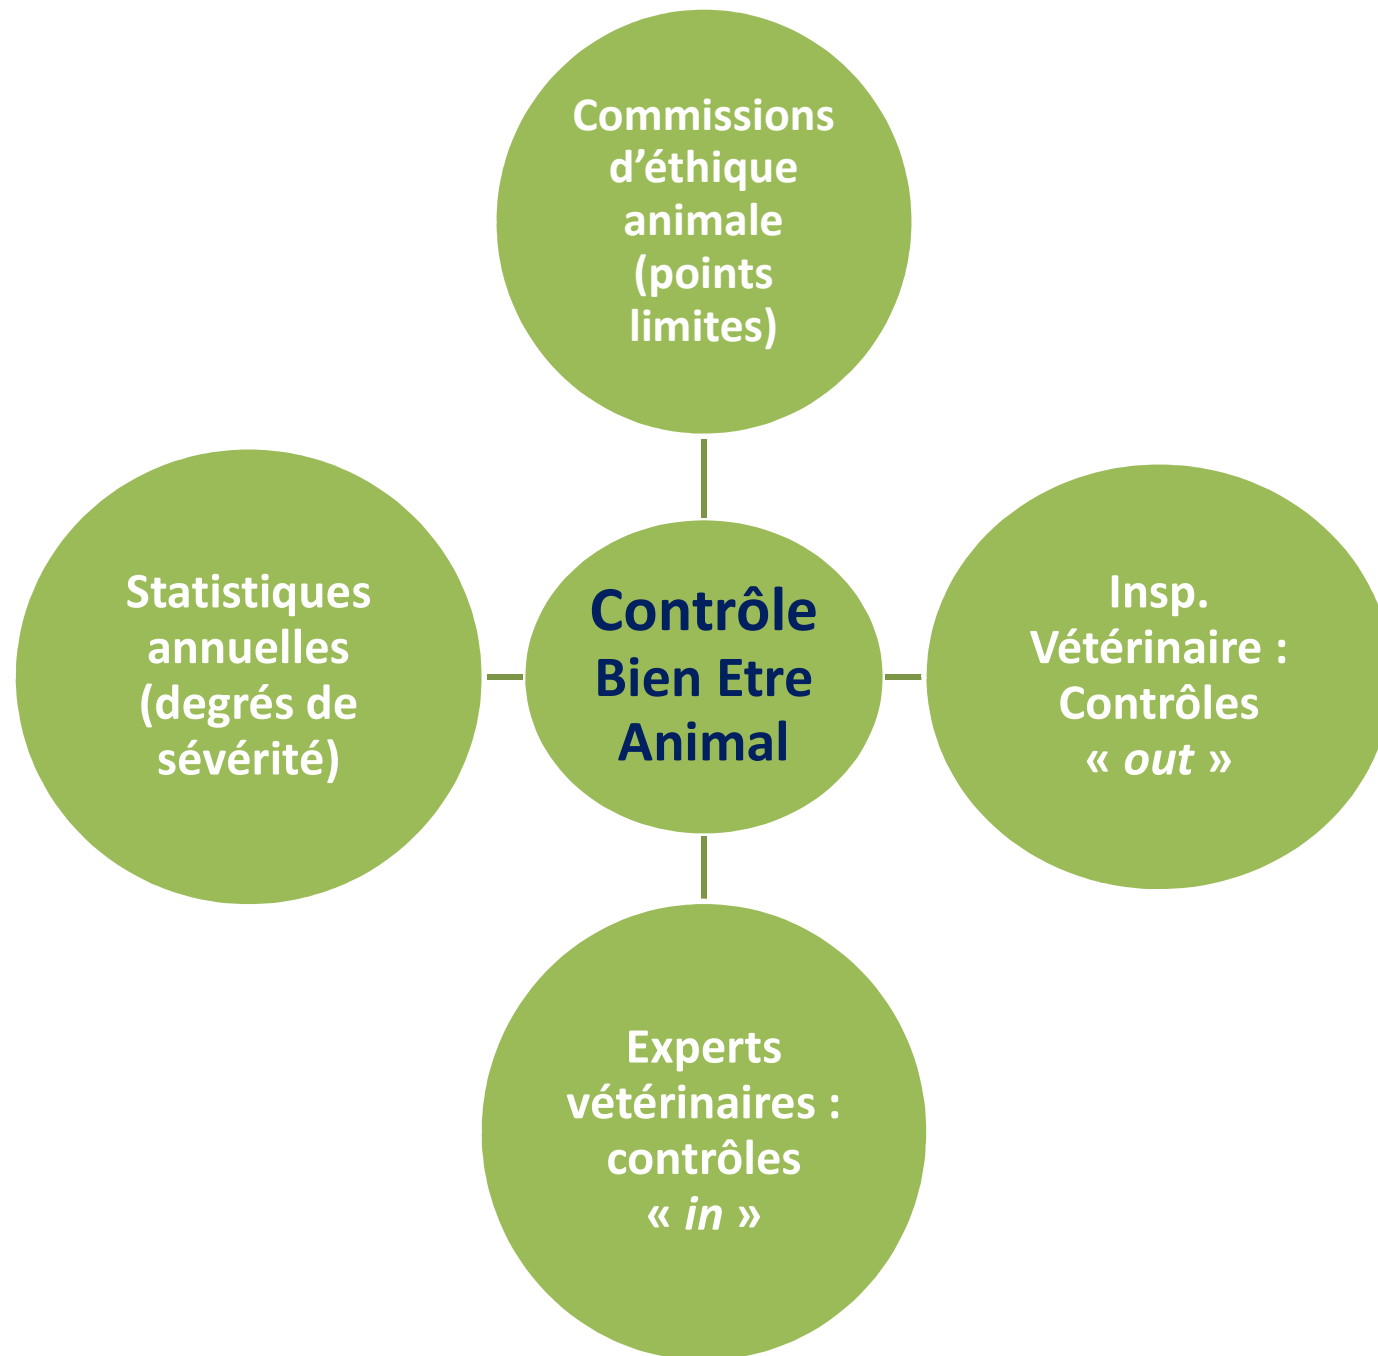 Commissions
d’éthique
animale
(points
limites)
Statistiques
annuelles
(degrés de
sévérité)
Contrôle
Bien Etre
Animal
Insp.
Vétérinaire :
Contrôles
« out »
Experts
vétérinaires :
contrôles
« in »